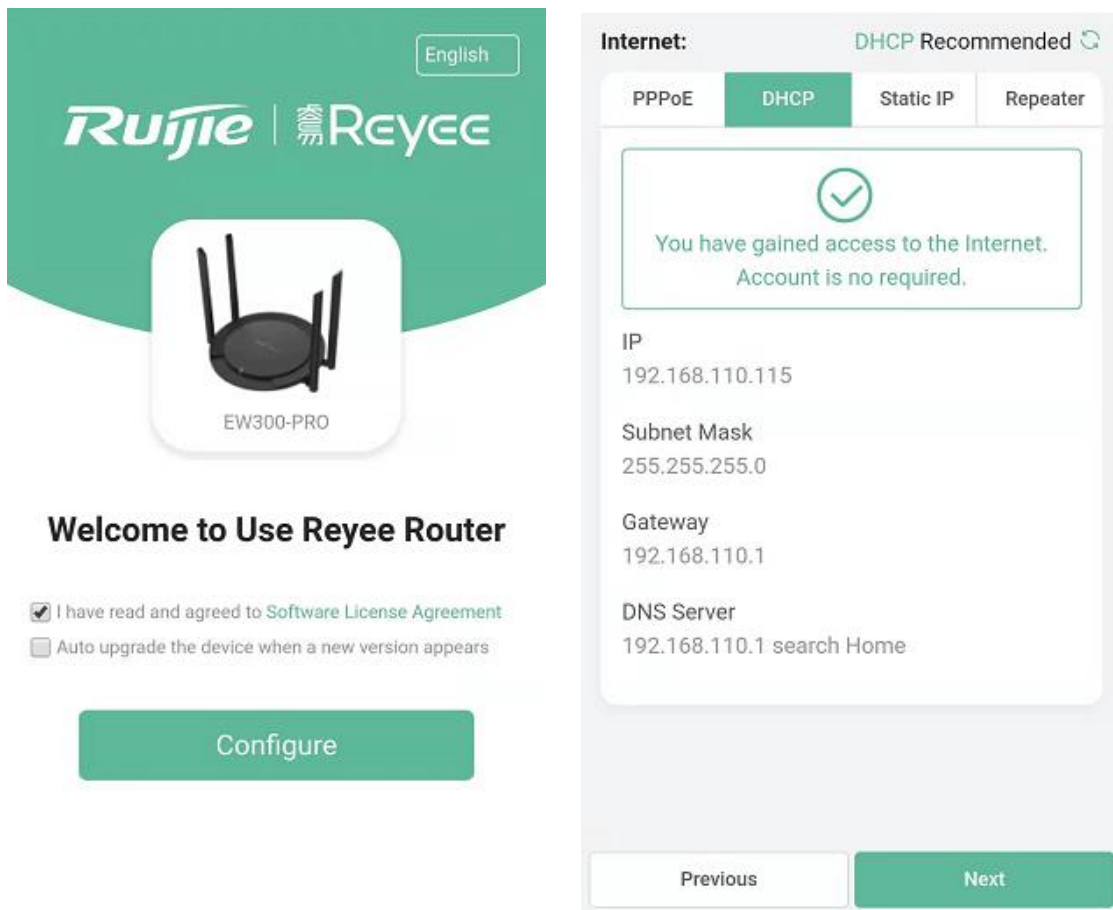 English
Ruijie | 睿易 Reyee
EW300-PRO
Welcome to Use Reyee Router
I have read and agreed to Software License Agreement
Auto upgrade the device when a new version appears
Configure
Internet:
DHCP Recommended
PPPoE
DHCP
Static IP
Repeater
You have gained access to the Internet.
Account is no required.
IP
192.168.110.115
Subnet Mask
255.255.255.0
Gateway
192.168.110.1
DNS Server
192.168.110.1 search Home
Previous
Next